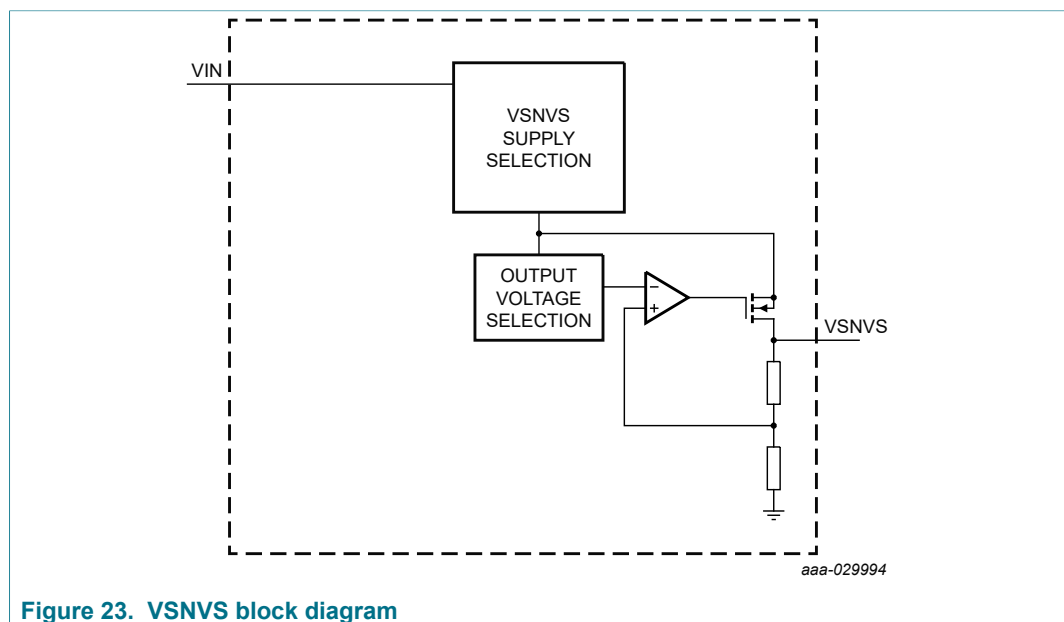 VIN
VSNVS
SUPPLY
SELECTION
OUTPUT
VOLTAGE
SELECTION
−
+
VSNVS
aaa-029994
Figure 23. VSNVS block diagram